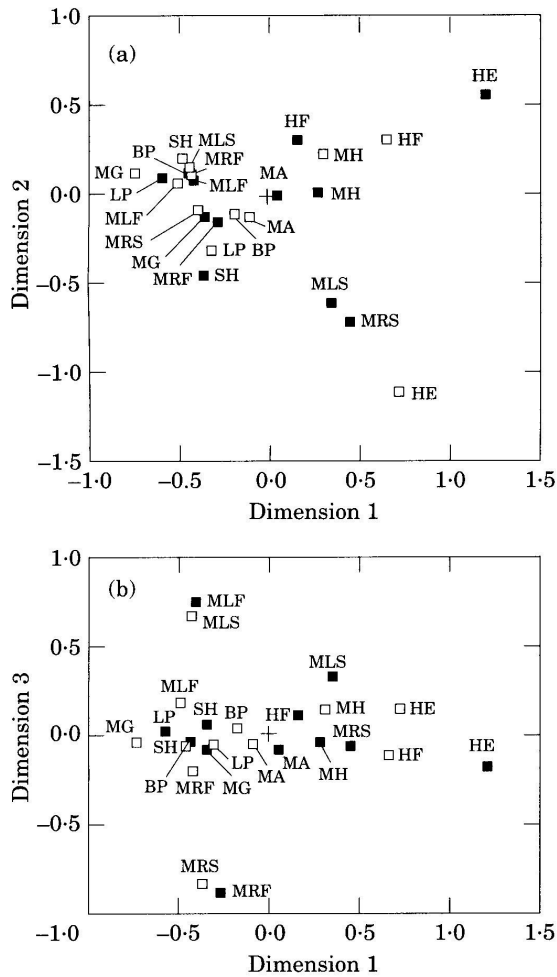 1·0
(a)
HE
0·5
HF
HF
SH
MLS
MH
BP
MRF
MA
MG
0·0
LP
MLF
MH
MLF
MRS
MA
LP
BP
MG
MRF
−0·5
SH
MLS
MRS
−1·0
HE
−1·5
−1·0
−0·5
0·0
0·5
1·0
1·5
Dimension 1
Dimension 2
1·0
(b)
MLF
MLS
0·5
MLS
MLF
SH
MH
HE
LP
BP
HF
MRS
MG
0·0
SH
HF
HE
LP
MA
MA
MH
BP
MRF
MG
−0·5
MRS
MRF
−1·0
−1·0
−0·5
0·0
0·5
1·0
1·5
Dimension 1
Dimension 3